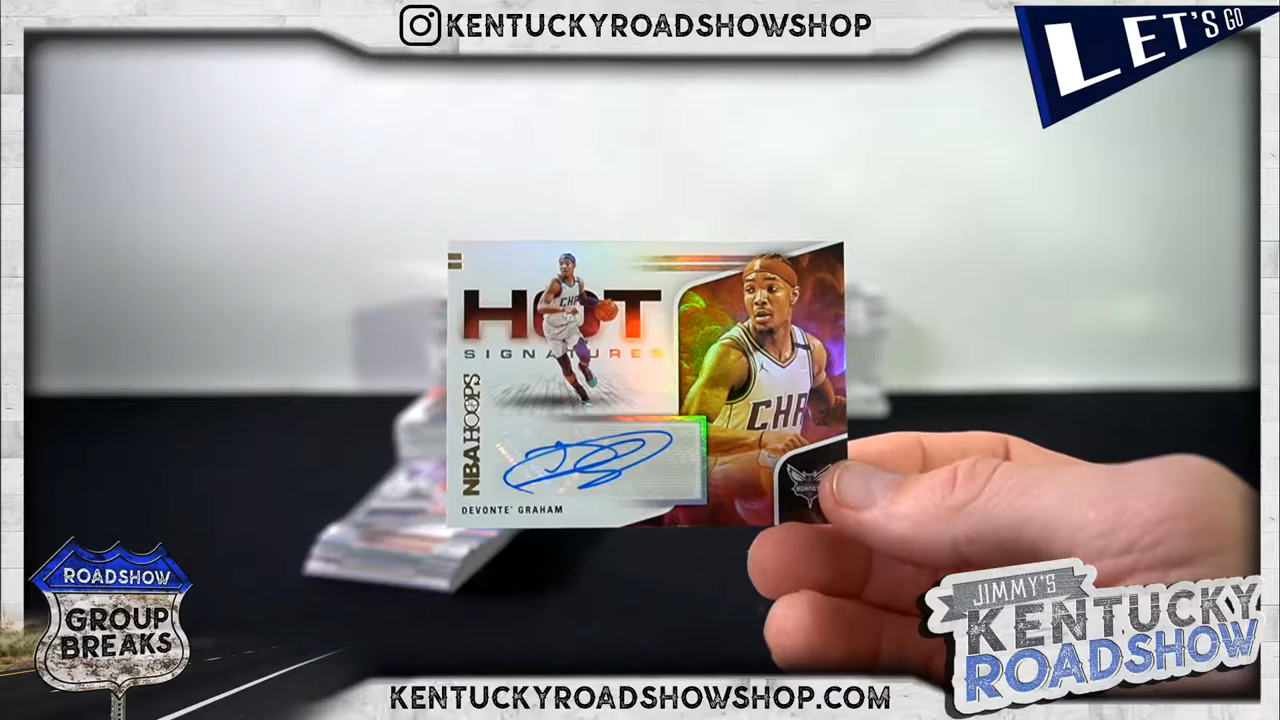 KENTUCKYROADSHOWSHOP
LET'S GO
HOT
SIGNATURES
NBA HOOPS
CHA
CHA
HORNETS
DEVONTE' GRAHAM
ROADSHOW
GROUP
BREAKS
JIMMY'S
KENTUCKY
ROADSHOW
KENTUCKYROADSHOWSHOP.COM